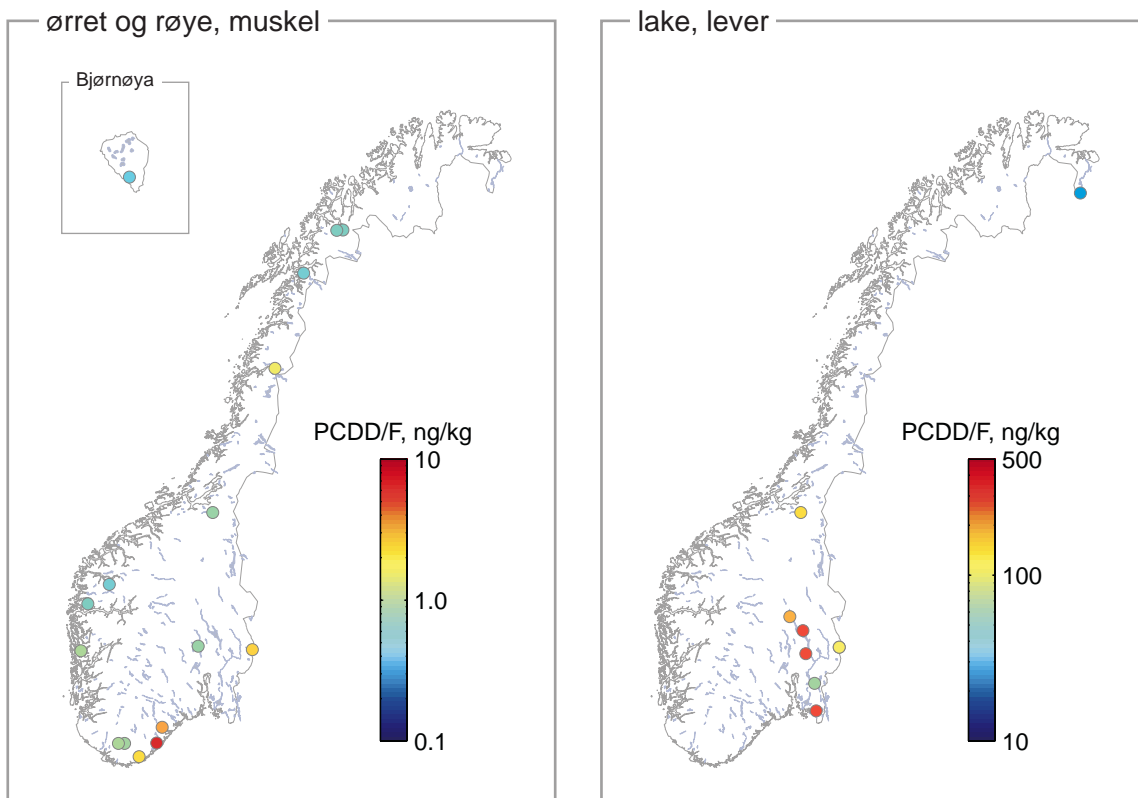 ørret og røye, muskel
Bjørnøya
PCDD/F, ng/kg
10
1.0
0.1
lake, lever
PCDD/F, ng/kg
500
100
10